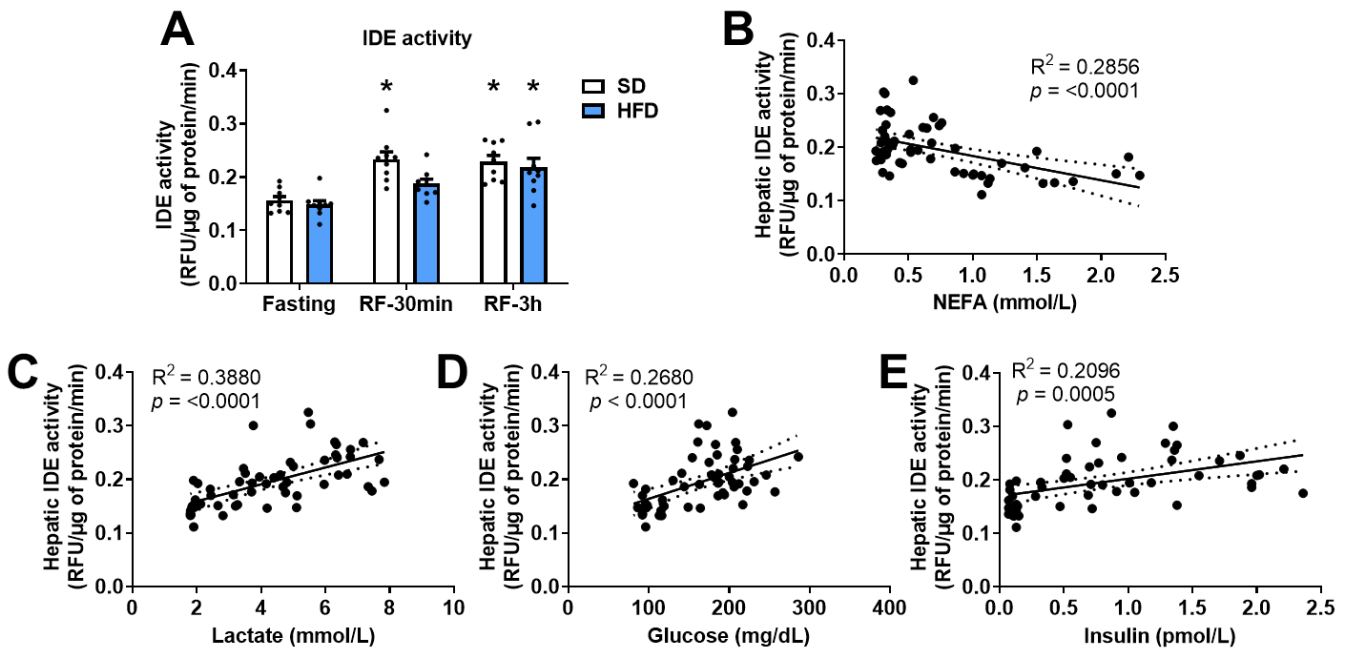 A
IDE activity
IDE activity
(RFU/µg of protein/min)
0.4
0.3
0.2
0.1
0.0
*
*
*
SD
HFD
Fasting
RF-30min
RF-3h
B
Hepatic IDE activity
(RFU/µg of protein/min)
0.4
0.3
0.2
0.1
0.0
R² = 0.2856
p = <0.0001
0.0
0.5
1.0
1.5
2.0
2.5
NEFA (mmol/L)
C
Hepatic IDE activity
(RFU/µg of protein/min)
0.4
0.3
0.2
0.1
0.0
R² = 0.3880
p = <0.0001
0
2
4
6
8
10
Lactate (mmol/L)
D
Hepatic IDE activity
(RFU/µg of protein/min)
0.4
0.3
0.2
0.1
0.0
R² = 0.2680
p < 0.0001
0
100
200
300
400
Glucose (mg/dL)
E
Hepatic IDE activity
(RFU/µg of protein/min)
0.4
0.3
0.2
0.1
0.0
R² = 0.2096
p = 0.0005
0.0
0.5
1.0
1.5
2.0
2.5
Insulin (pmol/L)